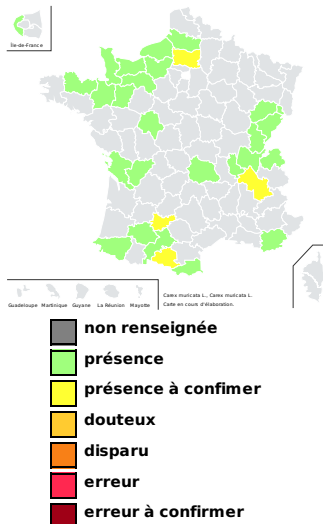 Île-de-France
Guadeloupe Martinique Guyane La Réunion Mayotte
Carex muricata L., Carex muricata L.
Carte en cours d'élaboration.
non renseignée
présence
présence à confimer
douteux
disparu
erreur
erreur à confirmer